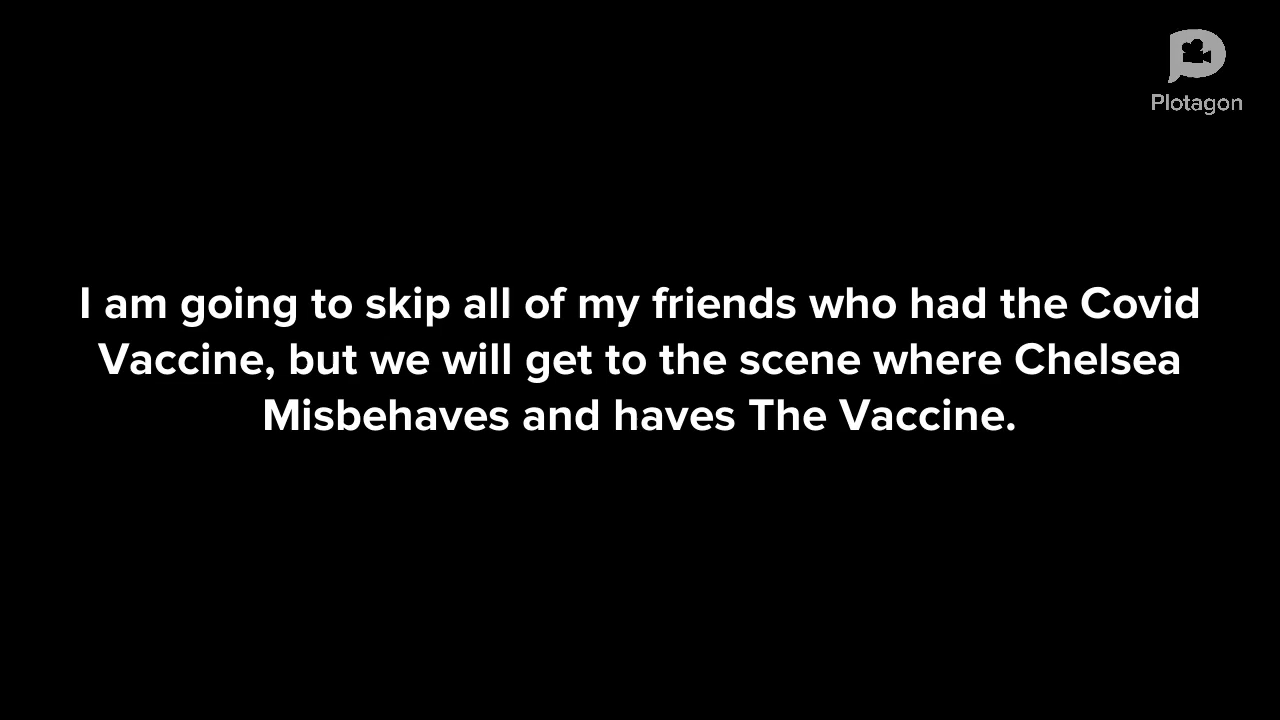 Plotagon
I am going to skip all of my friends who had the Covid
Vaccine, but we will get to the scene where Chelsea
Misbehaves and haves The Vaccine.